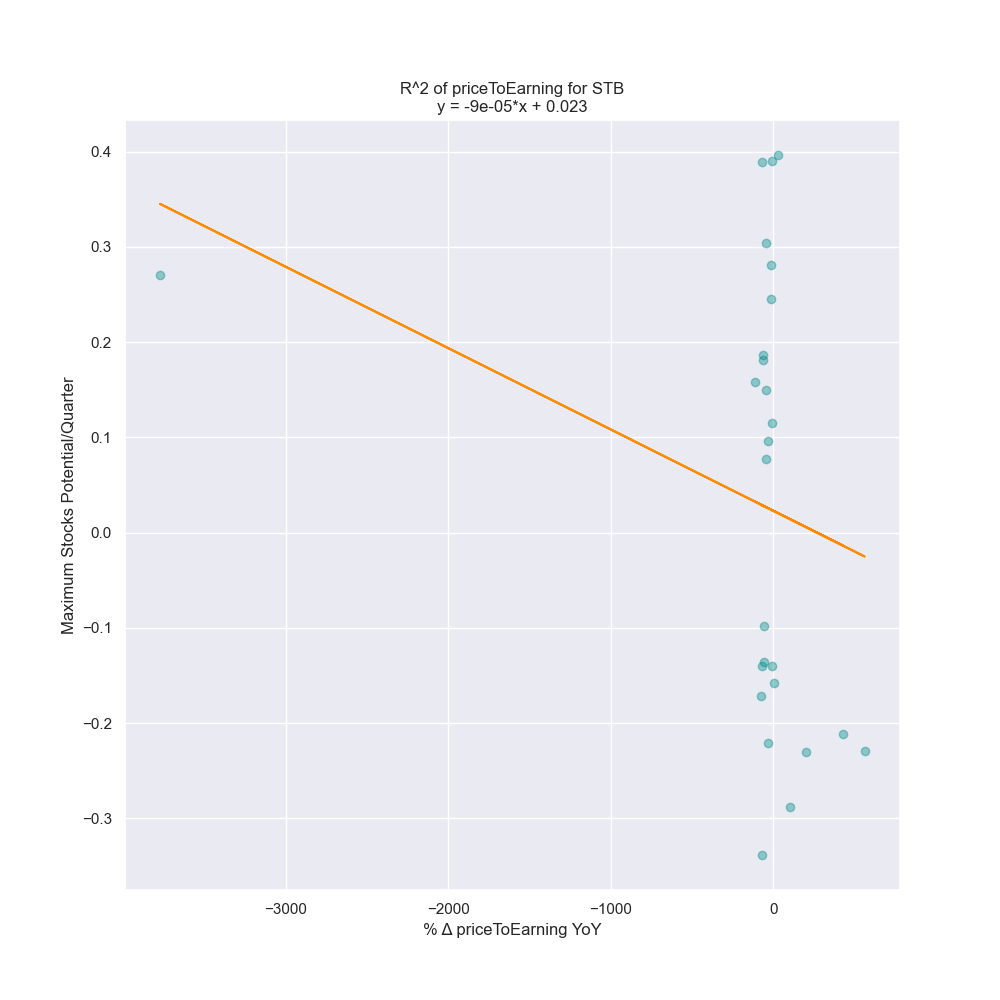 R^2 of priceToEarning for STB
y = -9e-05*x + 0.023
0.4
0.3
0.2
0.1
0.0
−0.1
−0.2
−0.3
Maximum Stocks Potential/Quarter
−3000 −2000 −1000 0
% Δ priceToEarning YoY